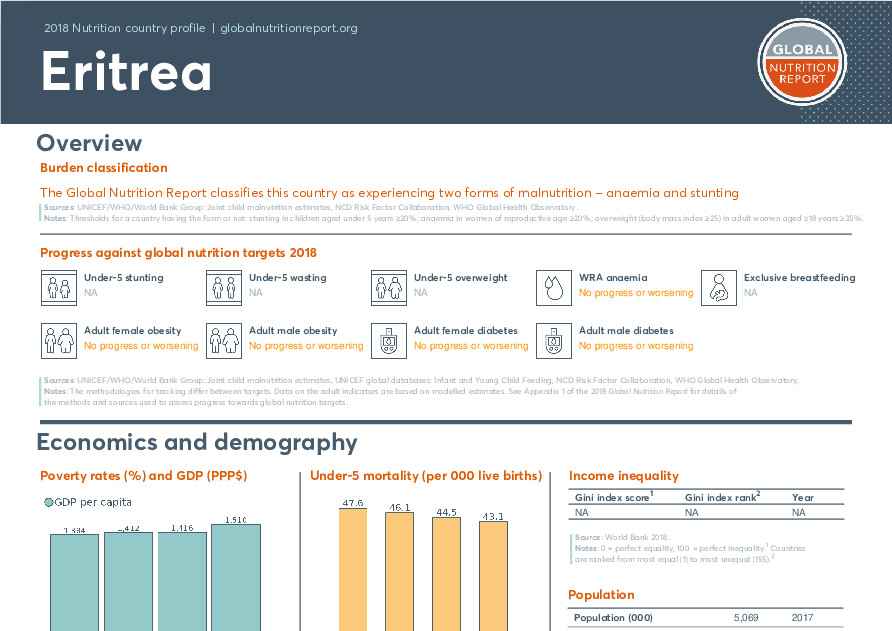 2018 Nutrition country profile | globalnutritionreport.org
Eritrea
GLOBAL
NUTRITION
REPORT
Overview
Burden classification
The Global Nutrition Report classifies this country as experiencing two forms of malnutrition – anaemia and stunting
Sources: UNICEF/WHO/World Bank Group: Joint child malnutrition estimates, NCD Risk Factor Collaboration, WHO Global Health Observatory.
Notes: Thresholds for a country having the form or not: stunting in children aged under 5 years ≥20%; anaemia in women of reproductive age ≥20%; overweight (body mass index ≥25) in adult women aged ≥18 years ≥35%.
Progress against global nutrition targets 2018
Under-5 stunting
NA
Under-5 wasting
NA
Under-5 overweight
NA
WRA anaemia
No progress or worsening
Exclusive breastfeeding
NA
Adult female obesity
No progress or worsening
Adult male obesity
No progress or worsening
Adult female diabetes
No progress or worsening
Adult male diabetes
No progress or worsening
Sources: UNICEF/WHO/World Bank Group: Joint child malnutrition estimates, UNICEF global databases: Infant and Young Child Feeding, NCD Risk Factor Collaboration, WHO Global Health Observatory.
Notes: The methodologies for tracking differ between targets. Data on the adult indicators are based on modelled estimates. See Appendix 1 of the 2018 Global Nutrition Report for details of
the methods and sources used to assess progress towards global nutrition targets.
Economics and demography
Poverty rates (%) and GDP (PPP$)
GDP per capita
1,412
1,416
1,510
Under-5 mortality (per 000 live births)
47.6
46.1
44.5
43.1
Income inequality
Gini index score1 Gini index rank2 Year
NA NA NA
Source: World Bank 2018.
Notes: 0 = perfect equality, 100 = perfect inequality.1 Countries
are ranked from most equal (1) to most unequal (155).2
Population
Population (000) 5,069 2017